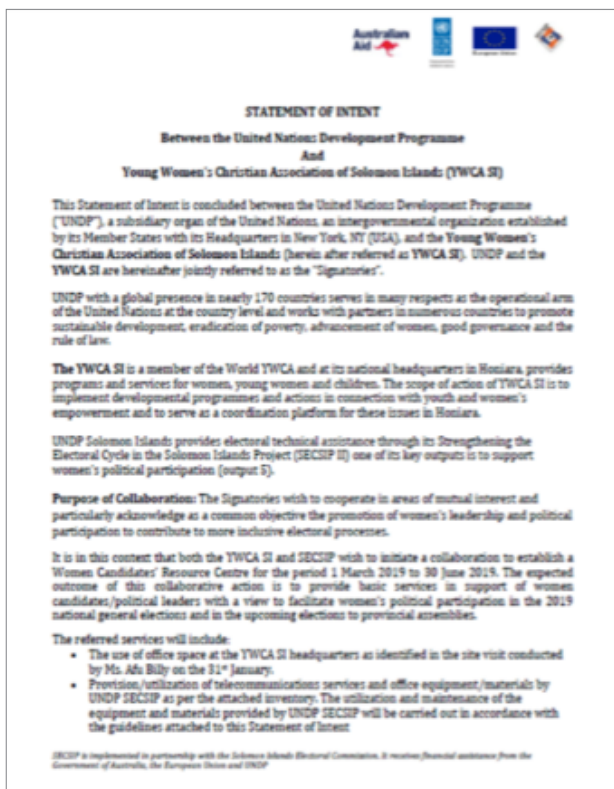 Australian
Aid
European Union
STATEMENT OF INTENT
Between the United Nations Development Programme
And
Young Women's Christian Association of Solomon Islands (YWCA SI)
This Statement of Intent is concluded between the United Nations Development Programme
("UNDP"), a subsidiary organ of the United Nations, an intergovernmental organization established
by its Member States with its Headquarters in New York, NY (USA), and the Young Women's
Christian Association of Solomon Islands (herein after referred as YWCA SI). UNDP and the
YWCA SI are hereinafter jointly referred to as the "Signatories".
UNDP with a global presence in nearly 170 countries serves in many respects as the operational arm
of the United Nations at the country level and works with partners in numerous countries to promote
sustainable development, eradication of poverty, advancement of women, good governance and the
rule of law.
The YWCA SI is a member of the World YWCA and at its national headquarters in Honiara, provides
programs and services for women, young women and children. The scope of action of YWCA SI is to
implement developmental programmes and actions in connection with youth and women's
empowerment and to serve as a coordination platform for these issues in Honiara.
UNDP Solomon Islands provides electoral technical assistance through its Strengthening the
Electoral Cycle in the Solomon Islands Project (SECSIP II) one of its key outputs is to support
women's political participation (output 5).
Purpose of Collaboration: The Signatories wish to cooperate in areas of mutual interest and
particularly acknowledge as a common objective the promotion of women's leadership and political
participation to contribute to more inclusive electoral processes.
It is in this context that both the YWCA SI and SECSIP wish to initiate a collaboration to establish a
Women Candidates' Resource Centre for the period 1 March 2019 to 30 June 2019. The expected
outcome of this collaborative action is to provide basic services in support of women
candidates/political leaders with a view to facilitate women's political participation in the 2019
national general elections and in the upcoming elections to provincial assemblies.
The referred services will include:
• The use of office space at the YWCA SI headquarters as identified in the site visit conducted
by Ms. Afu Billy on the 31st January.
• Provision/utilization of telecommunications services and office equipment/materials by
UNDP SECSIP as per the attached inventory. The utilization and maintenance of the
equipment and materials provided by UNDP SECSIP will be carried out in accordance with
the guidelines attached to this Statement of Intent
SECSIP is implemented in partnership with the Solomon Islands Electoral Commission. It receives financial assistance from the
Government of Australia, the European Union and UNDP